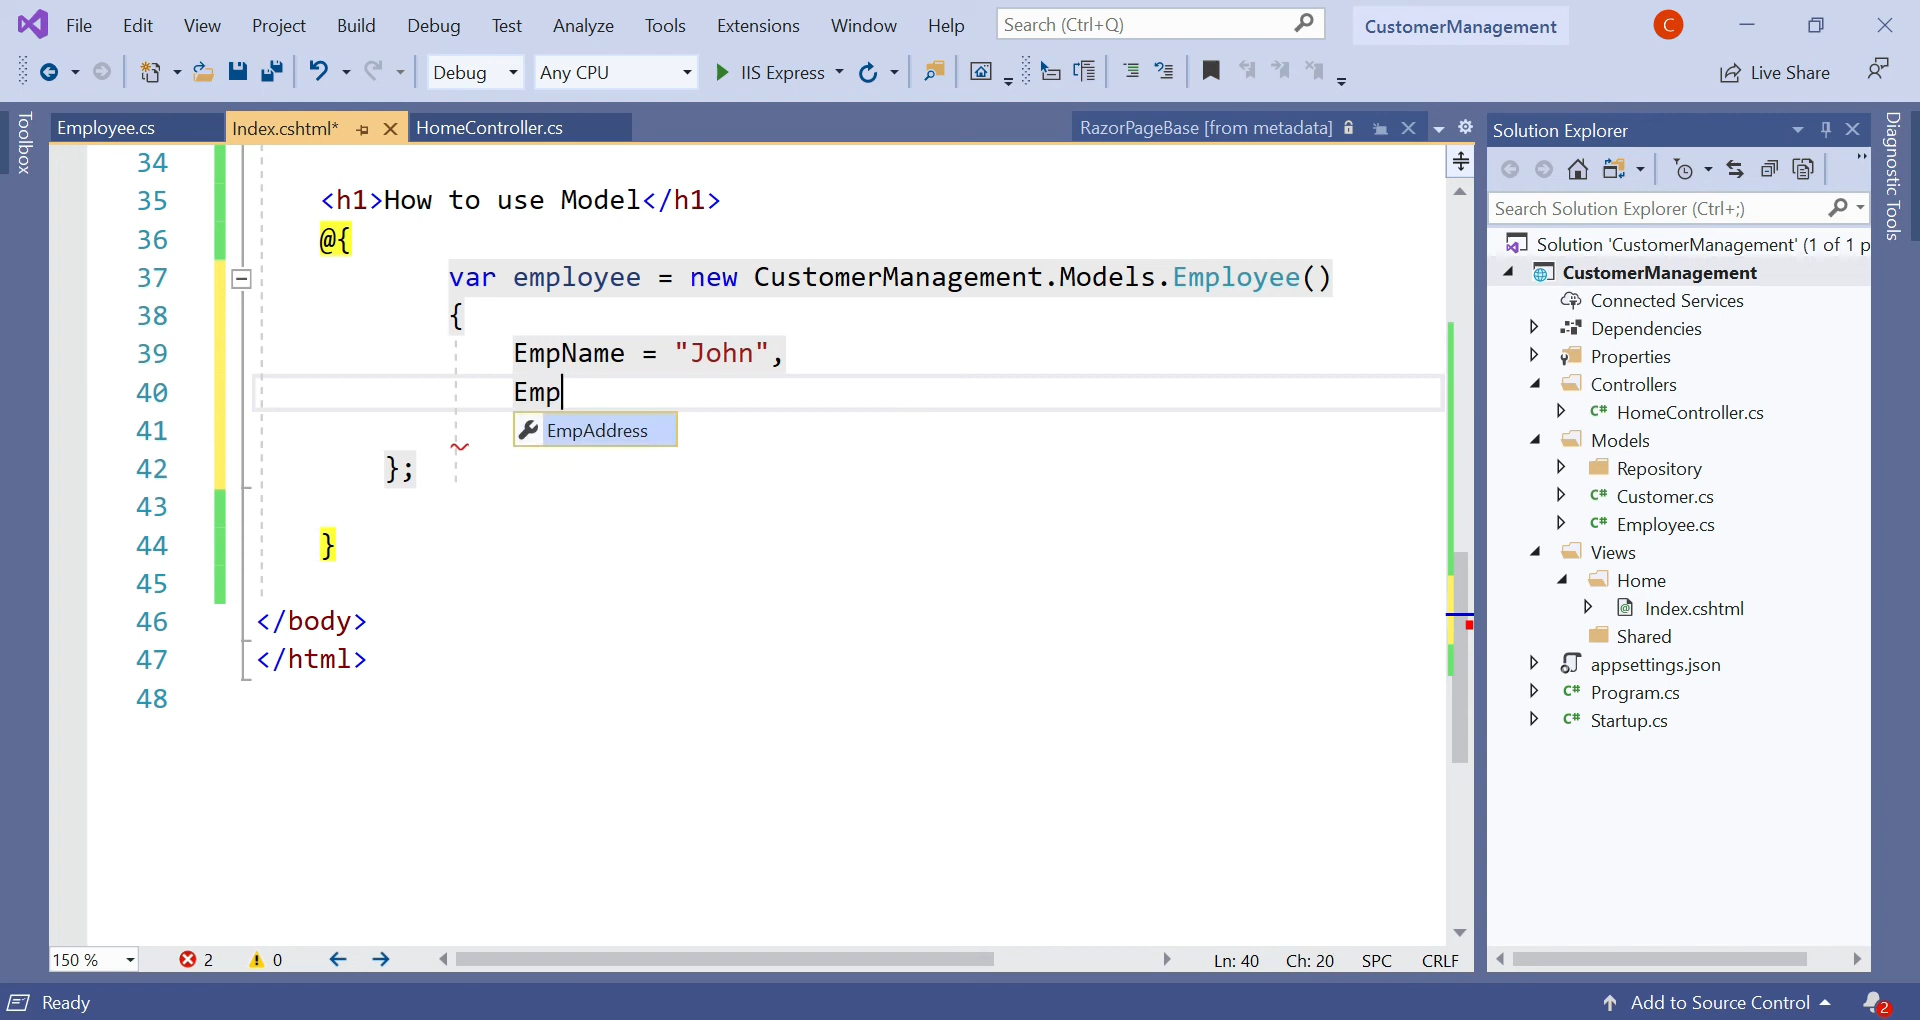 File Edit View Project Build Debug Test Analyze Tools Extensions Window Help Search (Ctrl+Q) CustomerManagement C
Debug Any CPU IIS Express Live Share
Toolbox
Employee.cs Index.cshtml* HomeController.cs RazorPageBase [from metadata]
34
35 <h1>How to use Model</h1>
36 @{
37 var employee = new CustomerManagement.Models.Employee()
38 {
39 EmpName = "John",
40 Emp
EmpAddress
41
42 };
43
44 }
45
46 </body>
47 </html>
48
150 % 2 0 Ln: 40 Ch: 20 SPC CRLF
Solution Explorer
Search Solution Explorer (Ctrl+;)
Solution 'CustomerManagement' (1 of 1 p
CustomerManagement
Connected Services
Dependencies
Properties
Controllers
C# HomeController.cs
Models
Repository
C# Customer.cs
C# Employee.cs
Views
Home
Index.cshtml
Shared
appsettings.json
C# Program.cs
C# Startup.cs
Diagnostic Tools
Ready Add to Source Control 2